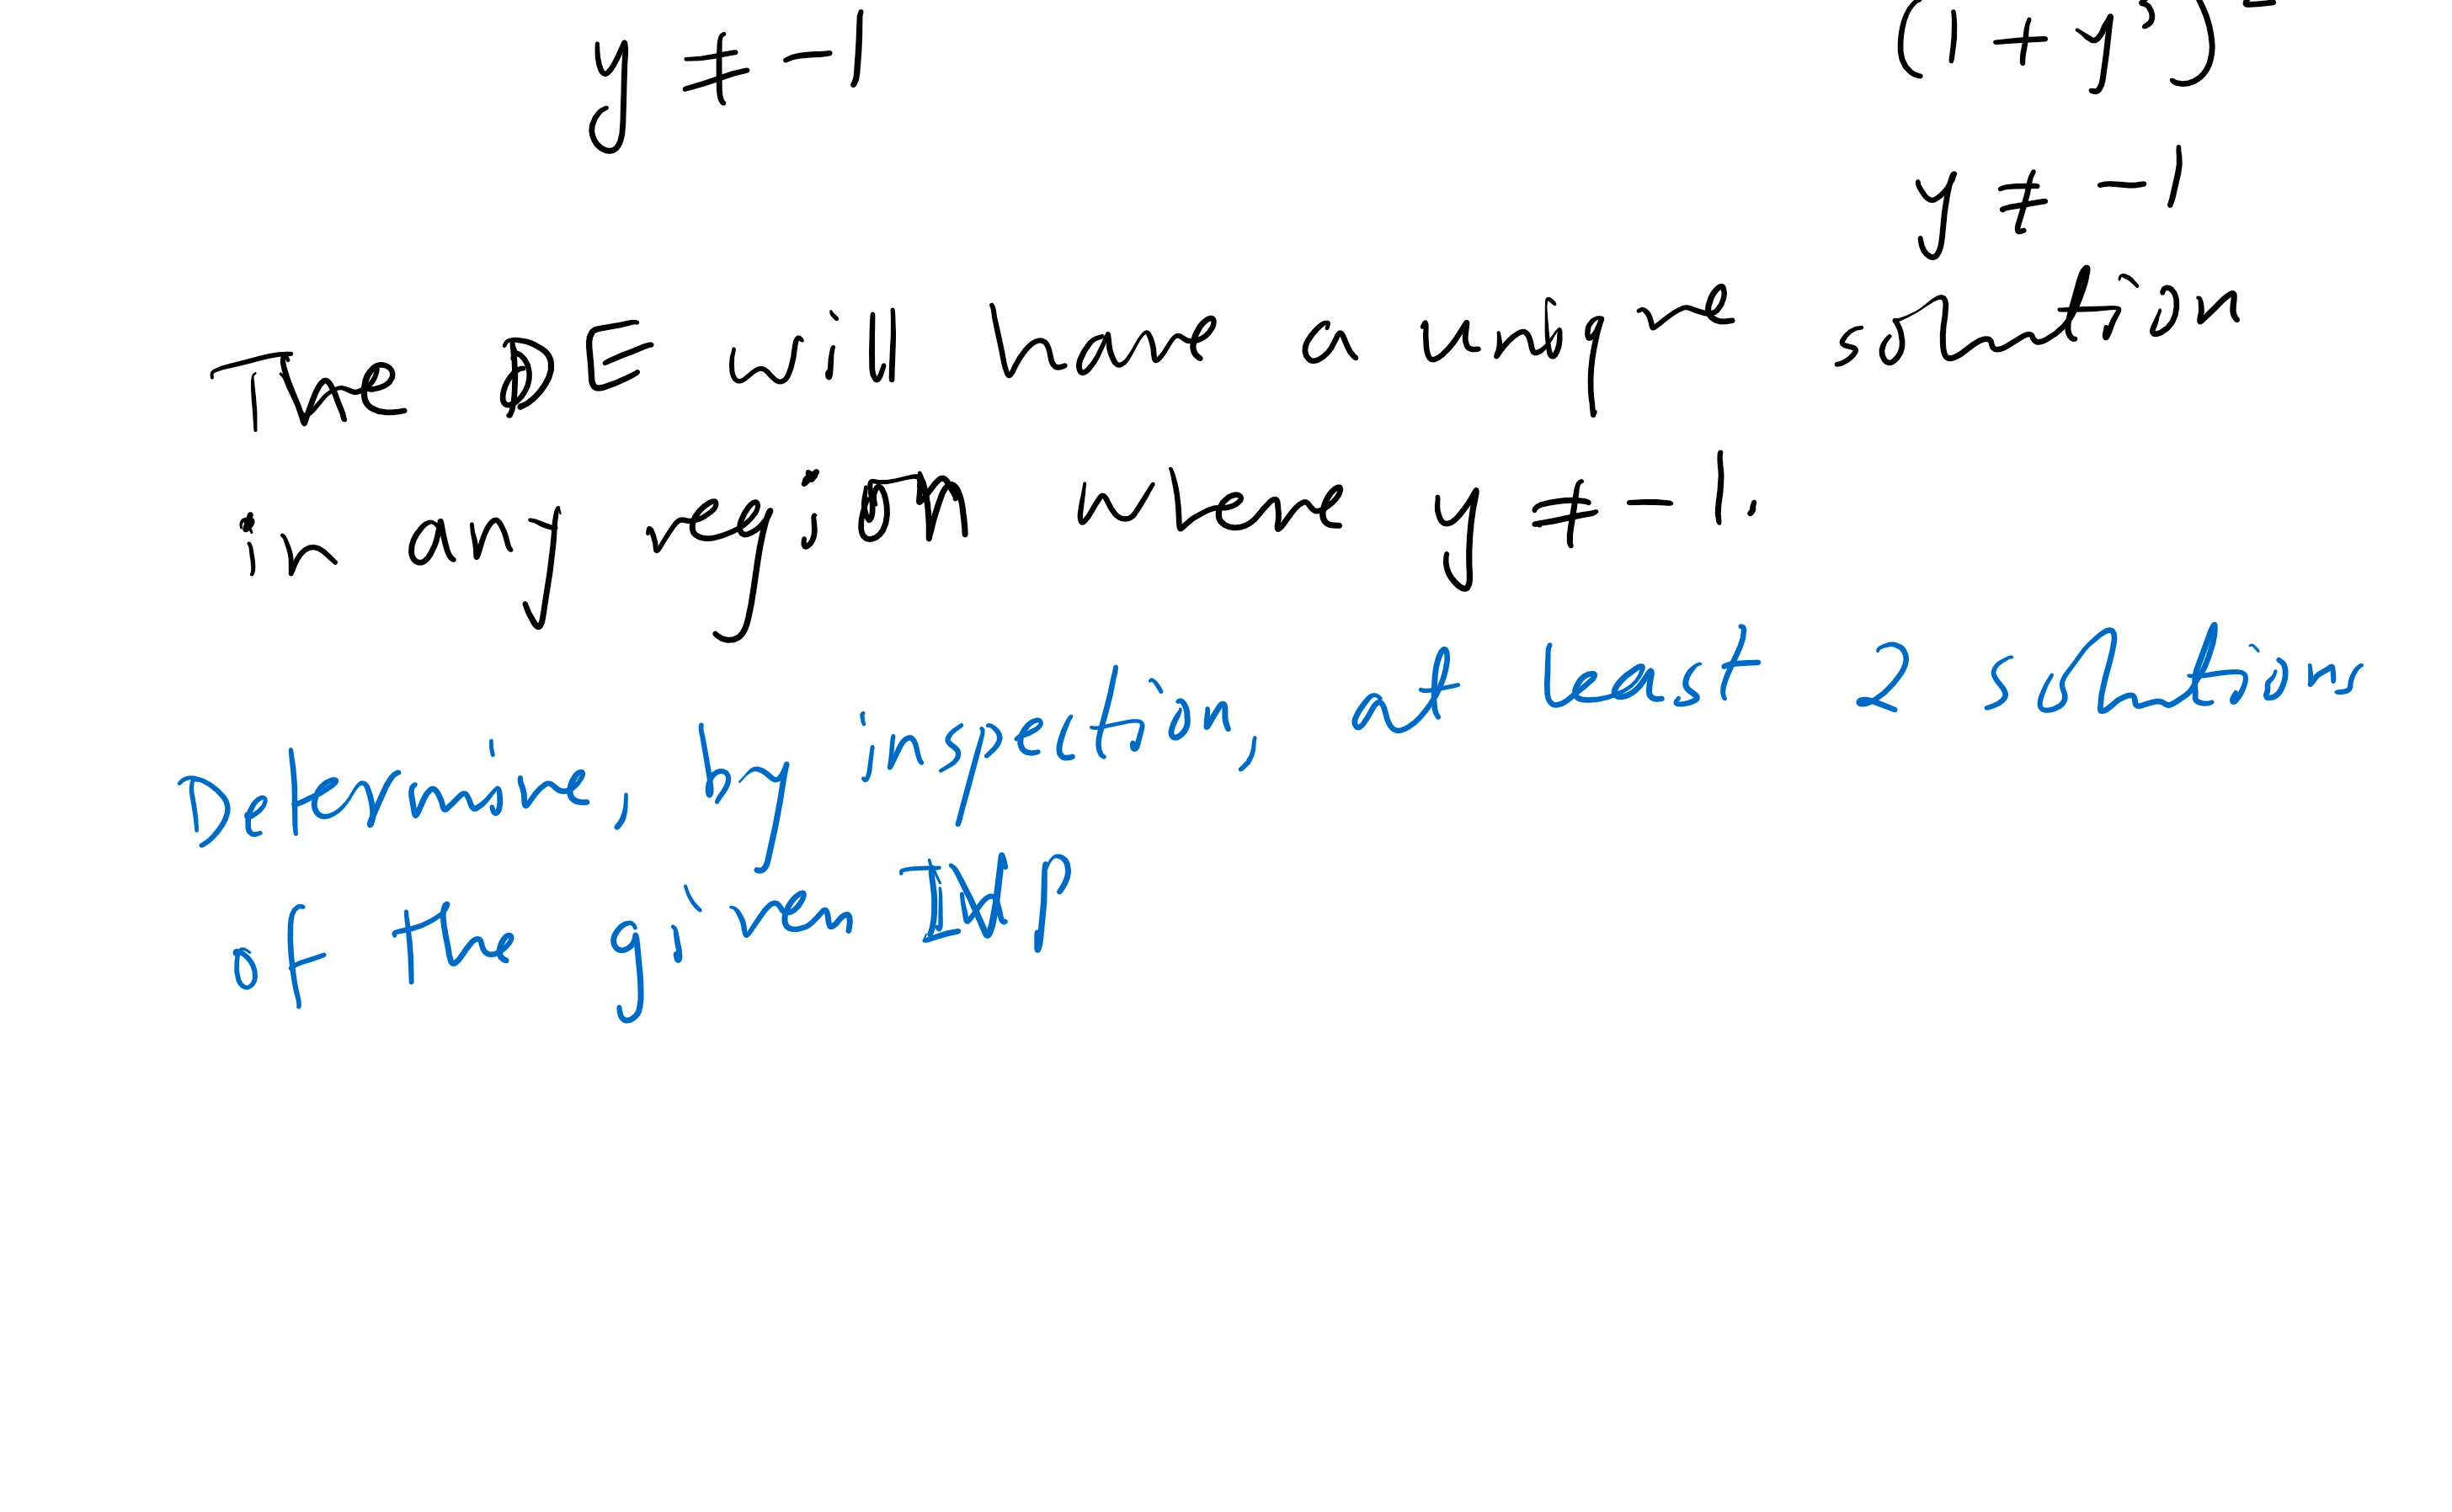 y ≠ -1
(1 + y³)²
y ≠ -1
The DE will have a unique solution
in any region where y ≠ -1.
Determine, by inspection, at least 2 solutions
of the given IVP